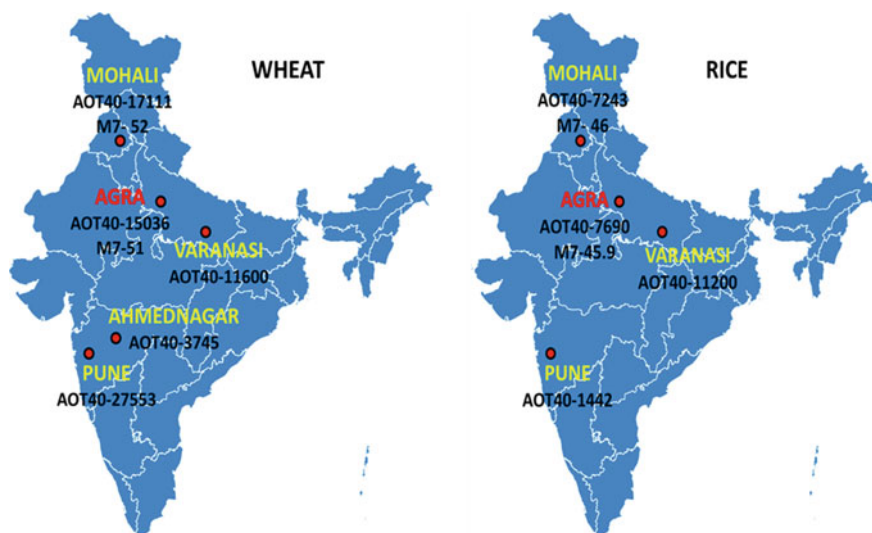 WHEAT
MOHALI
AOT40-17111
M7- 52
AGRA
AOT40-15036
M7-51
VARANASI
AOT40-11600
AHMEDNAGAR
AOT40-3745
PUNE
AOT40-27553
RICE
MOHALI
AOT40-7243
M7- 46
AGRA
AOT40-7690
M7-45.9
VARANASI
AOT40-11200
PUNE
AOT40-1442